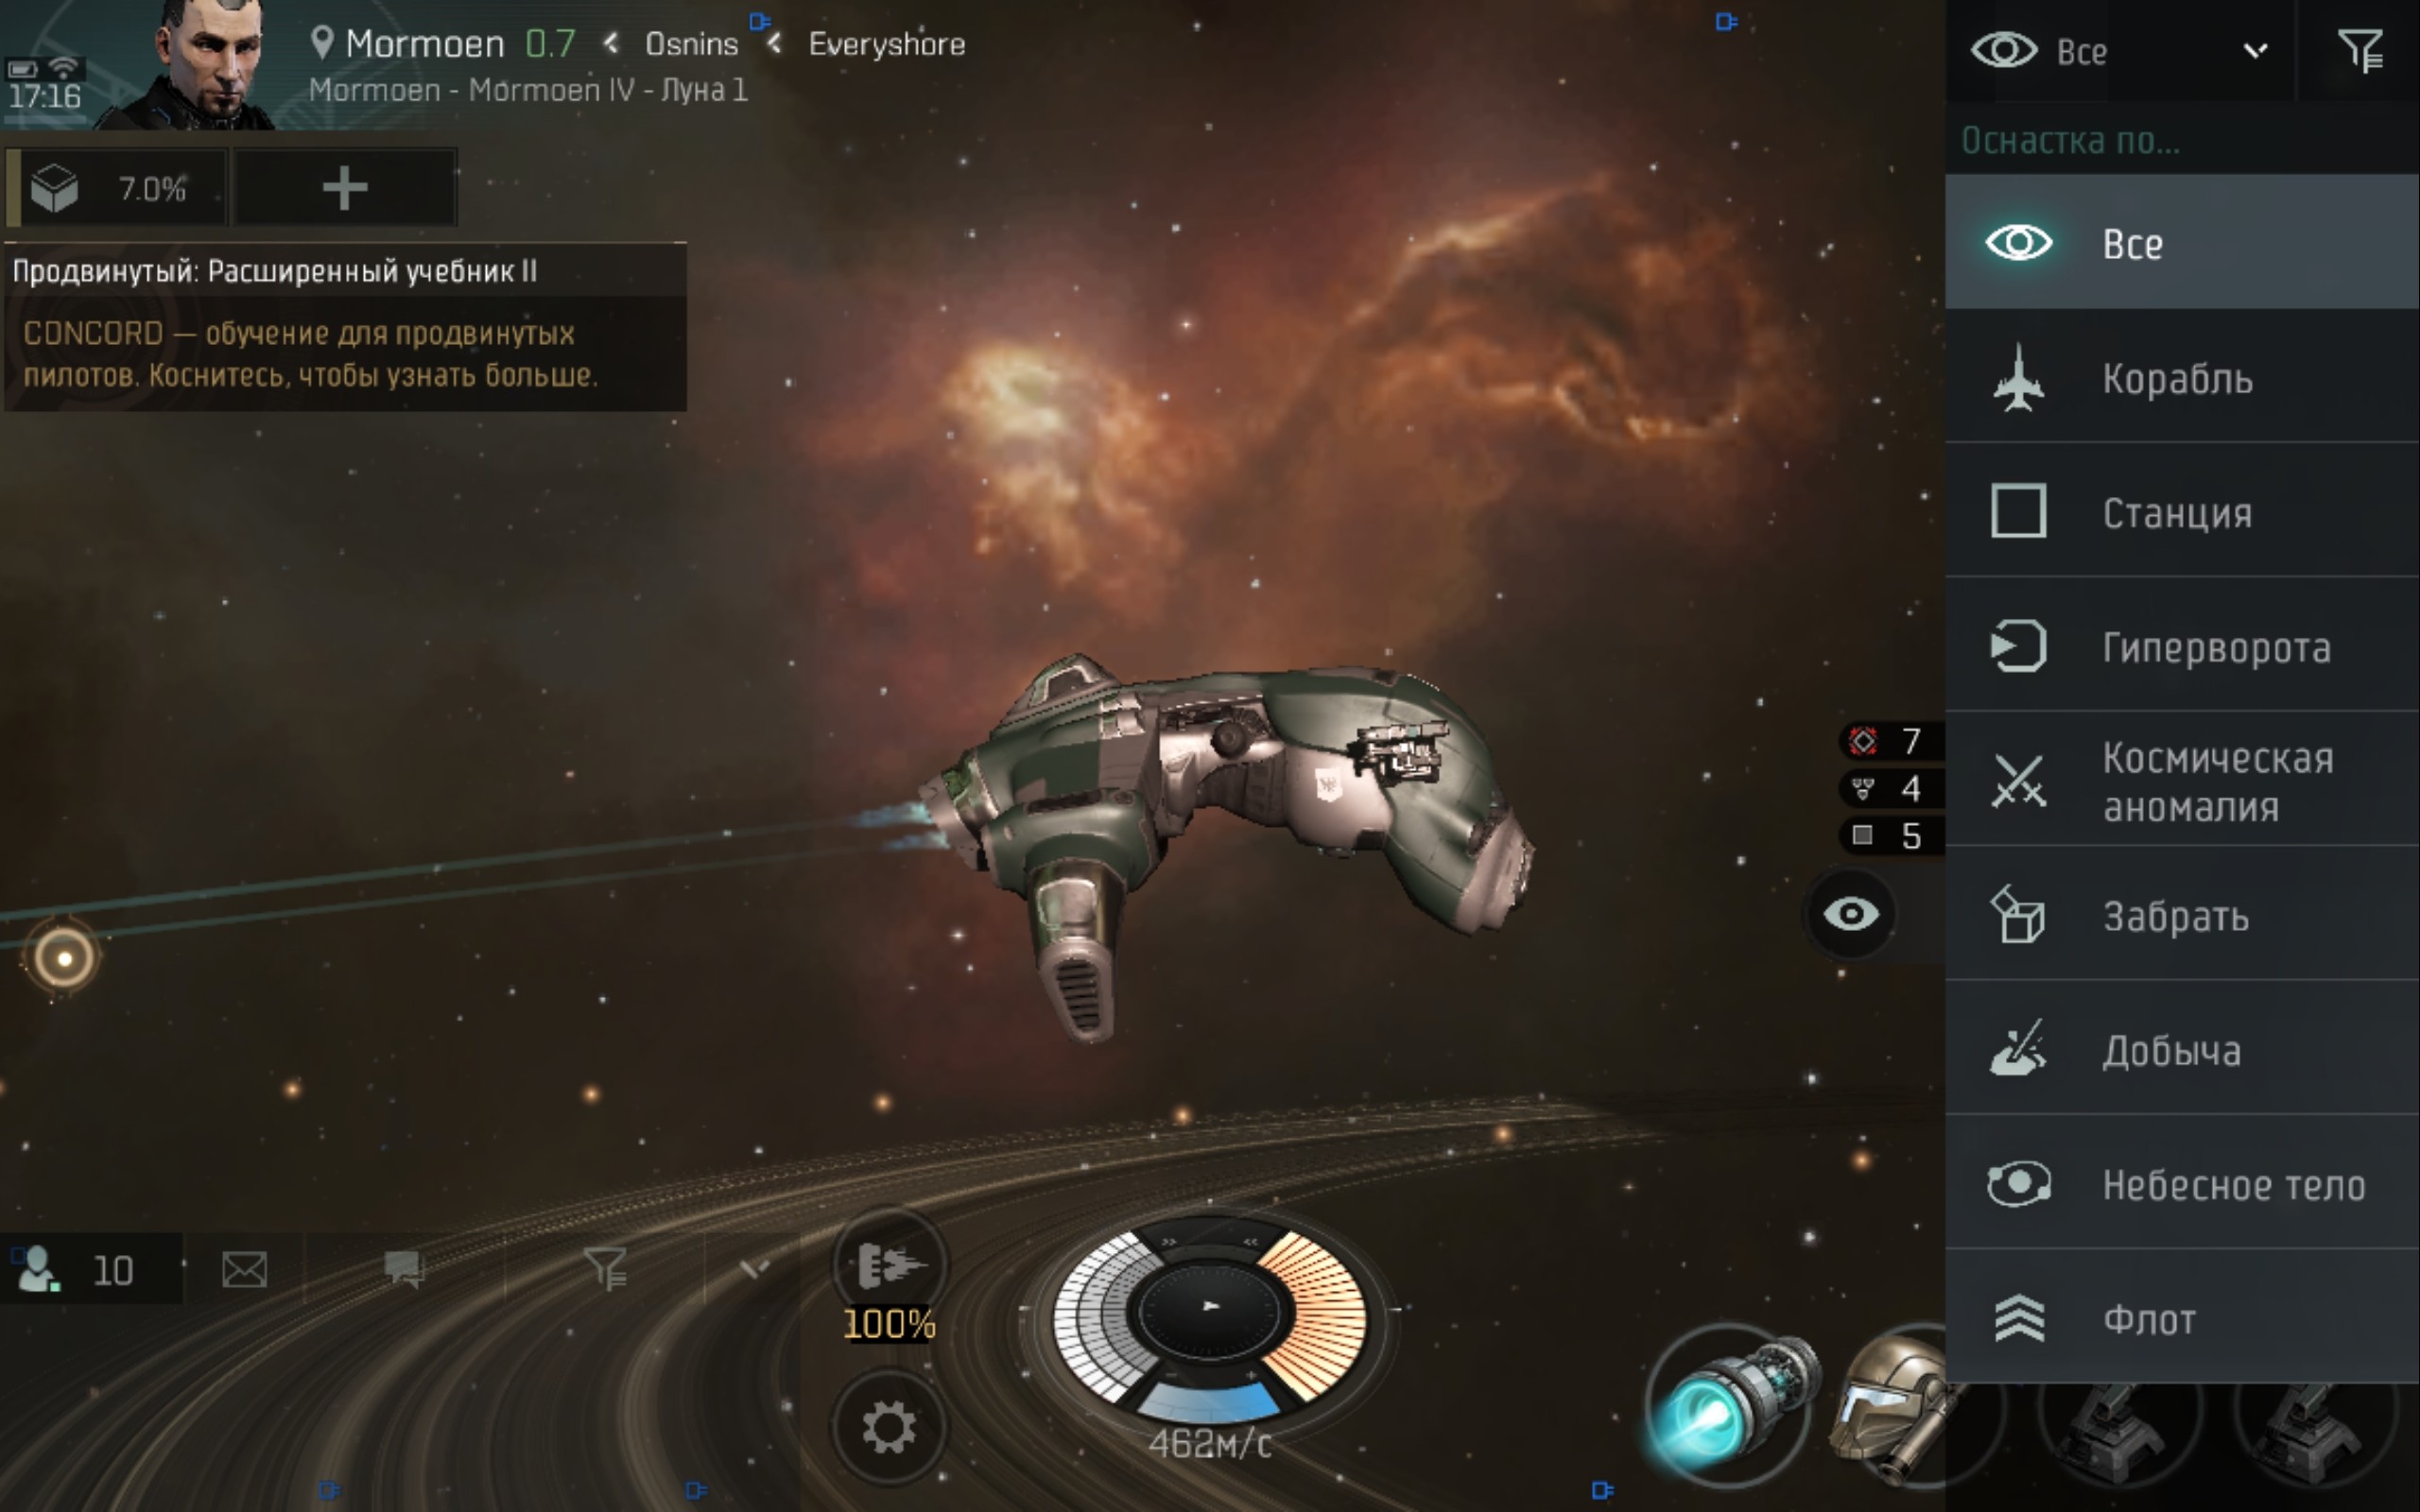 Mormoen 0.7 < Osnins < Everyshore
Mormoen - Mormoen IV - Луна 1
17:16
7.0%
Продвинутый: Расширенный учебник II
CONCORD — обучение для продвинутых
пилотов. Коснитесь, чтобы узнать больше.
Все
Оснастка по...
Все
Корабль
Станция
Гиперворота
Космическая
аномалия
Забрать
Добыча
Небесное тело
Флот
7
4
5
10
100%
462м/с